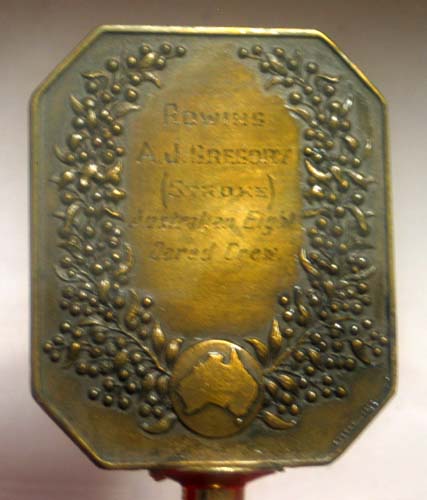 ROWING
A.J. GREGORY
(STROKE)
Australian Eight
Oared Crew